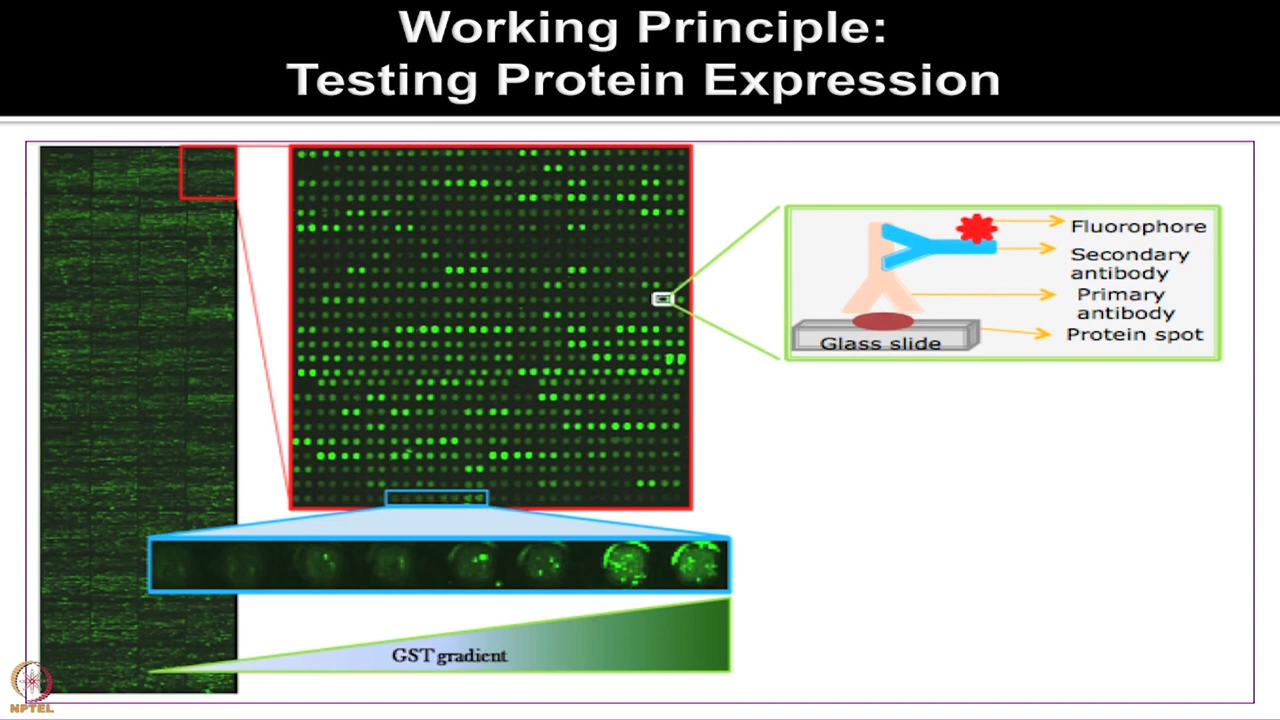 Working Principle:
Testing Protein Expression
Fluorophore
Secondary
antibody
Primary
antibody
Protein spot
Glass slide
GST gradient
NPTEL